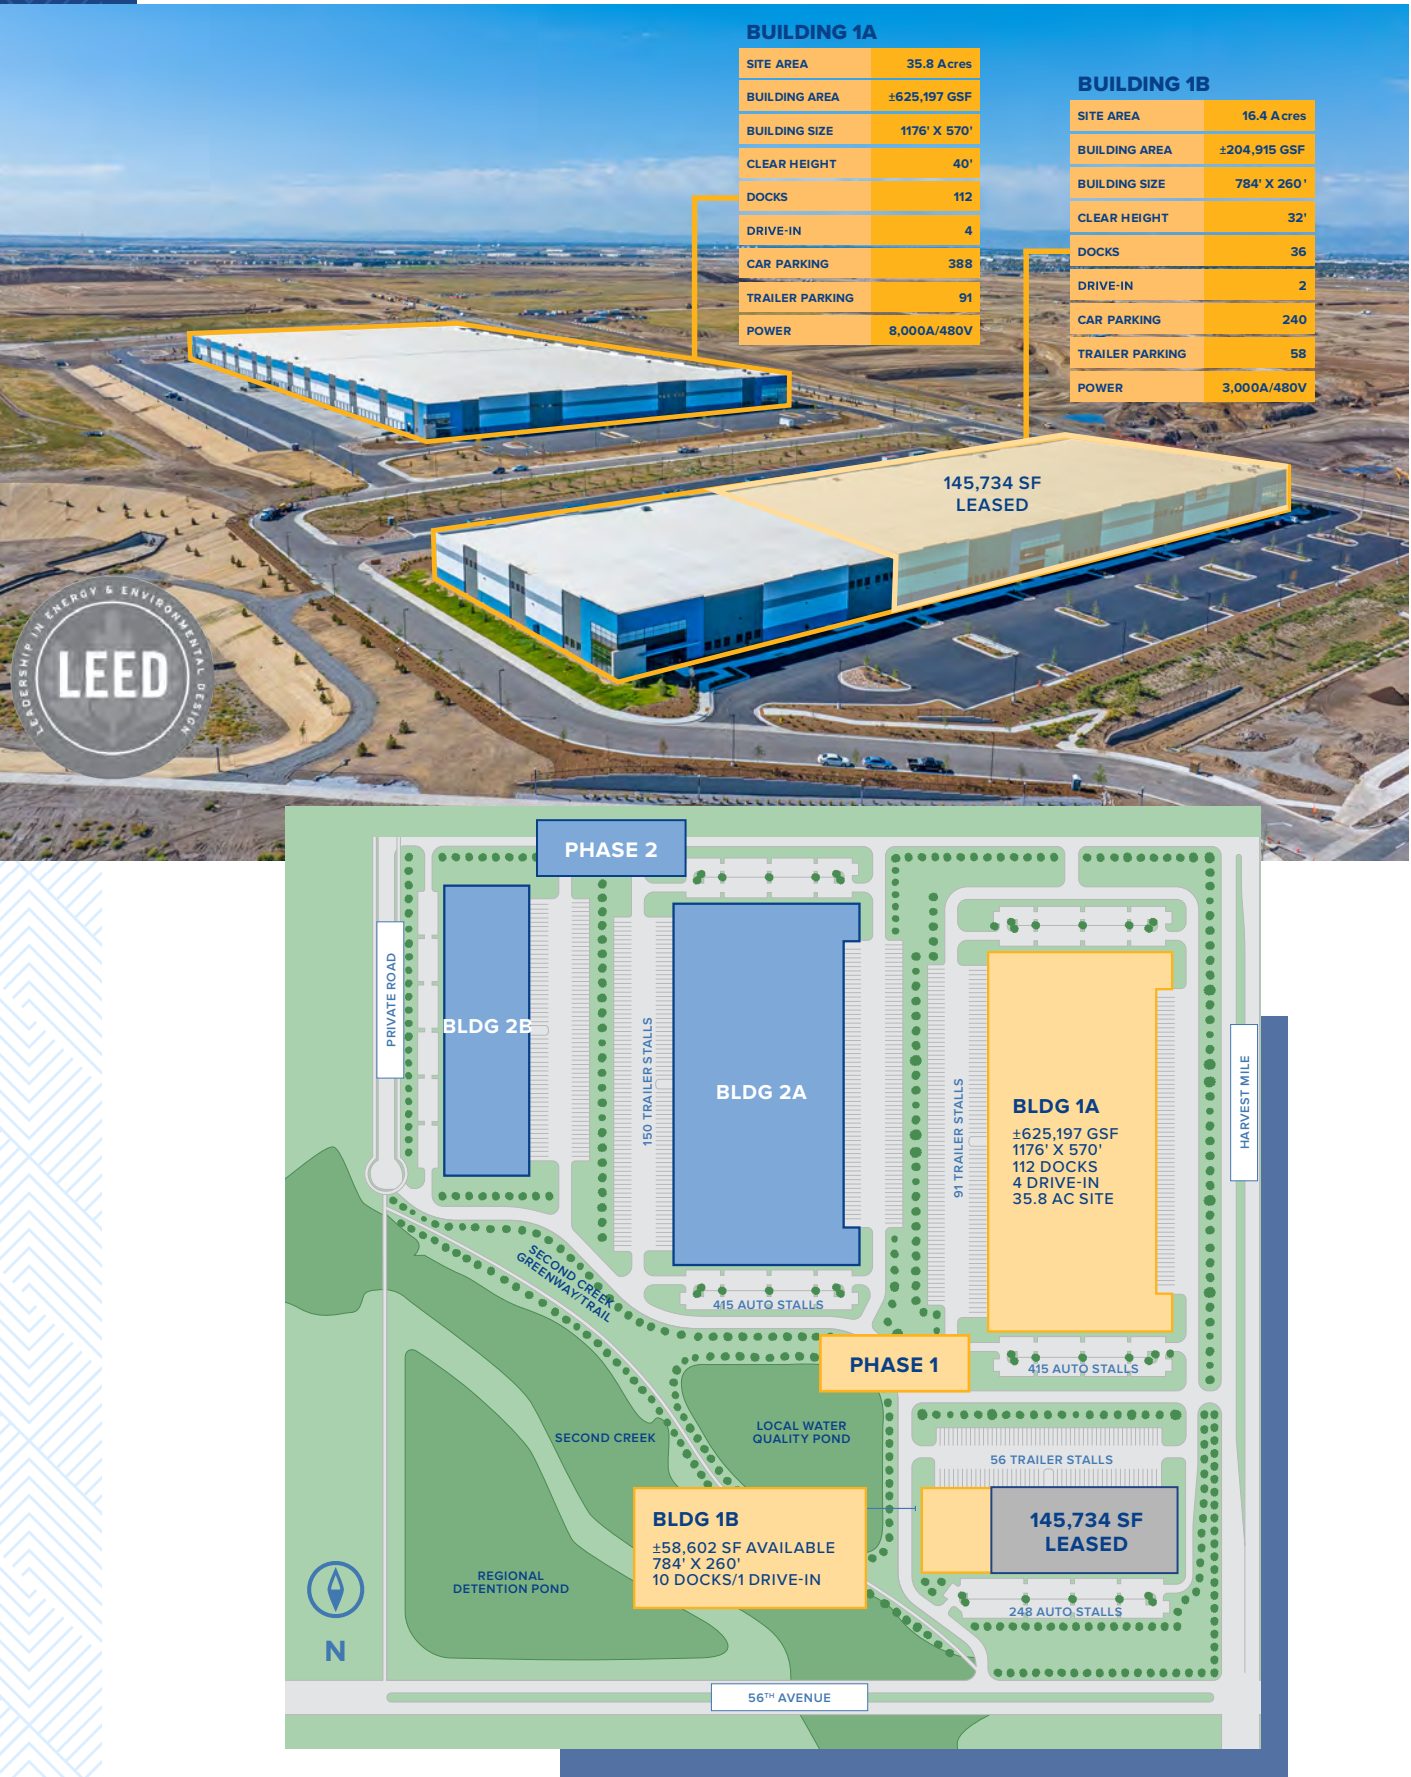 BUILDING 1A
SITE AREA 35.8 Acres
BUILDING AREA ±625,197 GSF
BUILDING SIZE 1176' X 570'
CLEAR HEIGHT 40'
DOCKS 112
DRIVE-IN 4
CAR PARKING 388
TRAILER PARKING 91
POWER 8,000A/480V
BUILDING 1B
SITE AREA 16.4 Acres
BUILDING AREA ±204,915 GSF
BUILDING SIZE 784' X 260'
CLEAR HEIGHT 32'
DOCKS 36
DRIVE-IN 2
CAR PARKING 240
TRAILER PARKING 58
POWER 3,000A/480V
145,734 SF
LEASED
LEADERSHIP IN ENERGY & ENVIRONMENTAL DESIGN
LEED
PHASE 2
PRIVATE ROAD
BLDG 2B
150 TRAILER STALLS
BLDG 2A
415 AUTO STALLS
91 TRAILER STALLS
BLDG 1A
±625,197 GSF
1176' X 570'
112 DOCKS
4 DRIVE-IN
35.8 AC SITE
HARVEST MILE
SECOND CREEK
GREENWAY/TRAIL
PHASE 1
415 AUTO STALLS
LOCAL WATER
QUALITY POND
SECOND CREEK
56 TRAILER STALLS
BLDG 1B
±58,602 SF AVAILABLE
784' X 260'
10 DOCKS/1 DRIVE-IN
145,734 SF
LEASED
REGIONAL
DETENTION POND
248 AUTO STALLS
N
56TH AVENUE